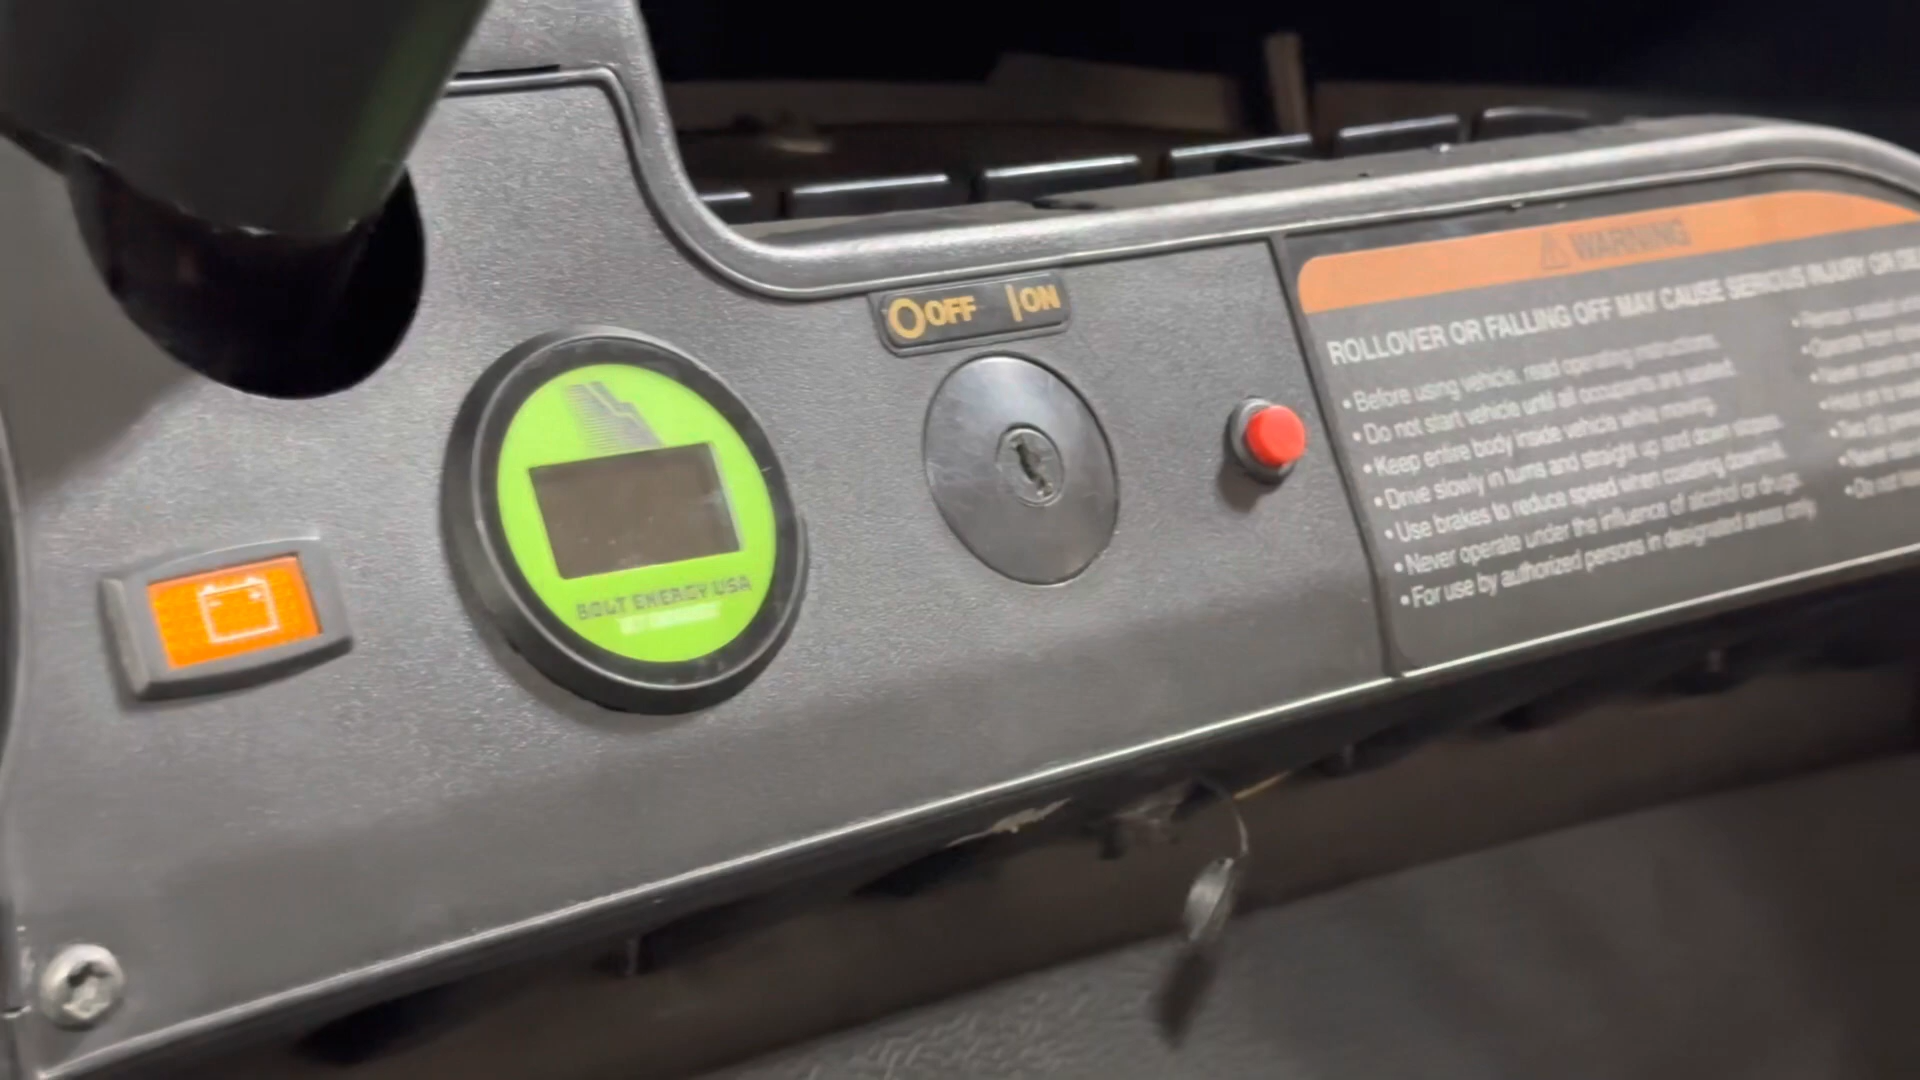 OFF |ON
BOLT ENERGY USA
WARNING
ROLLOVER OR FALLING OFF MAY CAUSE SERIOUS INJURY OR
• Before using vehicle, read operating instructions.
• Do not start vehicle until all occupants are seated.
• Keep entire body inside vehicle while moving.
• Drive slowly in turns and straight up and down slopes.
• Use brakes to reduce speed when coasting downhill.
• Never operate under the influence of alcohol or drugs.
• For use by authorized persons in designated areas only.